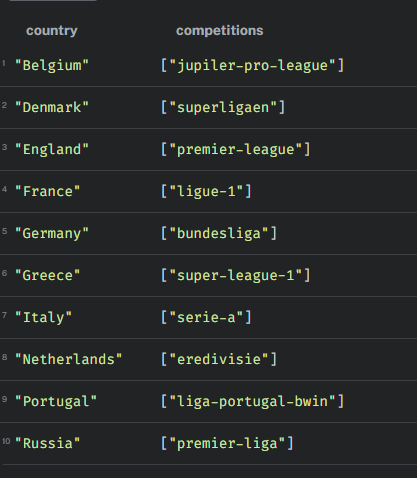 country competitions
1 "Belgium" ["jupiler-pro-league"]
2 "Denmark" ["superligaen"]
3 "England" ["premier-league"]
4 "France" ["ligue-1"]
5 "Germany" ["bundesliga"]
6 "Greece" ["super-league-1"]
7 "Italy" ["serie-a"]
8 "Netherlands" ["eredivisie"]
9 "Portugal" ["liga-portugal-bwin"]
10 "Russia" ["premier-liga"]